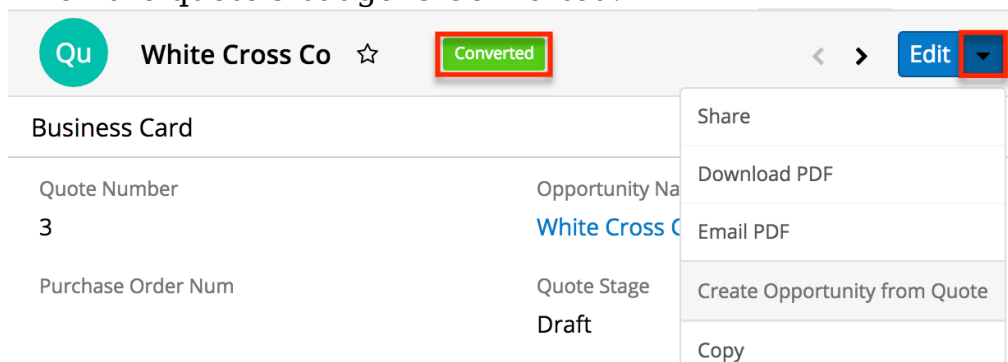 Qu White Cross Co Converted Edit
Business Card
Share
Download PDF
Email PDF
Create Opportunity from Quote
Copy
Quote Number
3
Opportunity Na
White Cross C
Purchase Order Num
Quote Stage
Draft